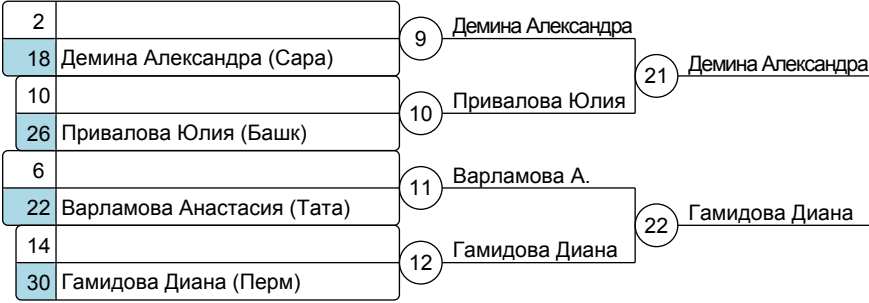 2
18 Демина Александра (Сара)
9
Демина Александра
10
26 Привалова Юлия (Башк)
10
Привалова Юлия
21
Демина Александра
6
22 Варламова Анастасия (Тата)
11
Варламова А.
14
30 Гамидова Диана (Перм)
12
Гамидова Диана
22
Гамидова Диана